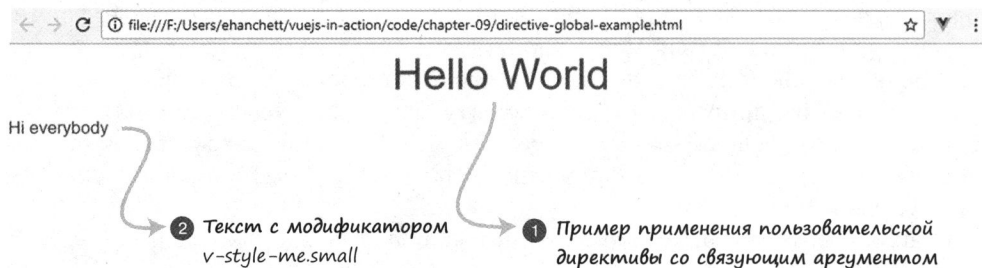 file:///F:/Users/ehanchett/vuejs-in-action/code/chapter-09/directive-global-example.html
Hello World
Hi everybody
2 Текст с модификатором
v-style-me.small
1 Пример применения пользовательской
директивы со связующим аргументом